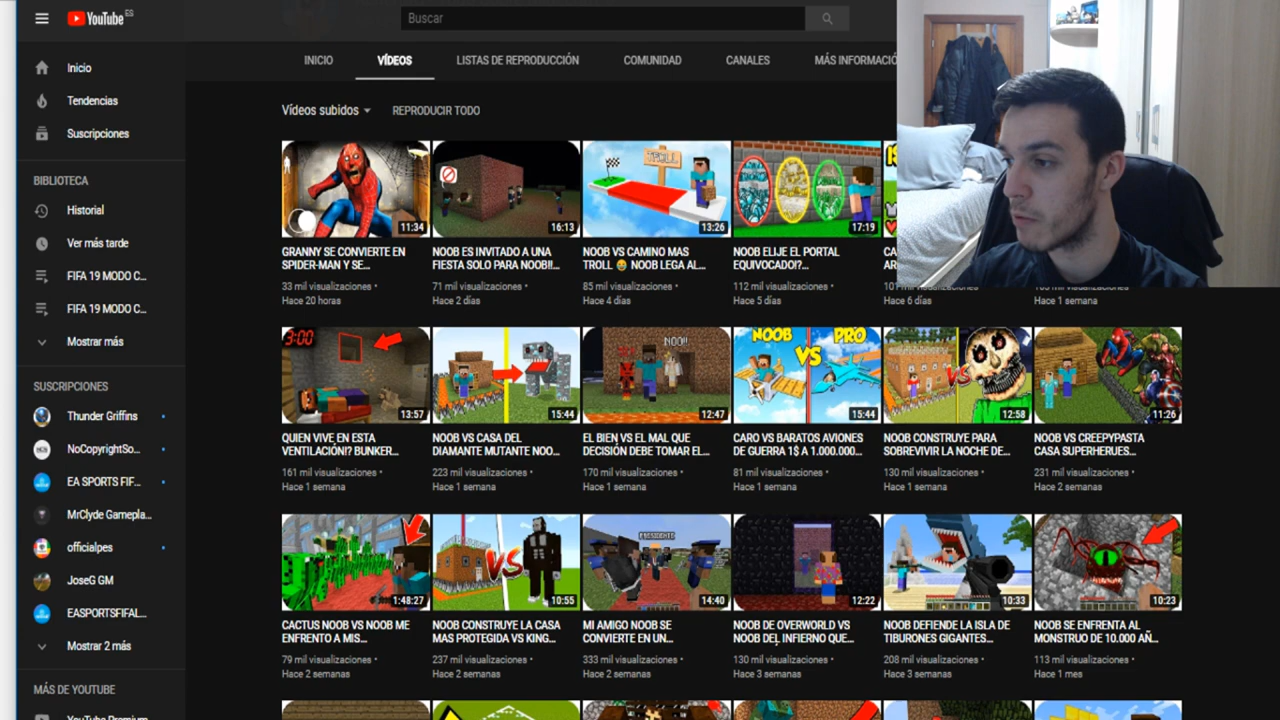 YouTube ES
Buscar
Inicio
Tendencias
Suscripciones
BIBLIOTECA
Historial
Ver más tarde
FIFA 19 MODO C...
FIFA 19 MODO C...
Mostrar más
SUSCRIPCIONES
Thunder Griffins
NoCopyrightSo...
EA SPORTS FIF...
MrClyde Gamepla...
officialpes
JoseG GM
EASPORTSFIFAL...
Mostrar 2 más
MÁS DE YOUTUBE
YouTube Premium
INICIO
VÍDEOS
LISTAS DE REPRODUCCIÓN
COMUNIDAD
CANALES
MÁS INFORMACIÓ
Vídeos subidos
REPRODUCIR TODO
11:34
16:13
TROLL
13:26
17:19
GRANNY SE CONVIERTE EN
SPIDER-MAN Y SE...
33 mil visualizaciones •
Hace 20 horas
NOOB ES INVITADO A UNA
FIESTA SOLO PARA NOOB!!...
71 mil visualizaciones •
Hace 2 días
NOOB VS CAMINO MAS
TROLL 😭 NOOB LEGA AL...
85 mil visualizaciones •
Hace 4 días
NOOB ELIJE EL PORTAL
EQUIVOCADO!?...
112 mil visualizaciones •
Hace 5 días
CA
AR
Hace 6 días
Hace 1 semana
3:00
13:57
15:44
NOO!!
12:47
NOOB VS PRO
15:44
VS
12:58
11:26
QUIEN VIVE EN ESTA
VENTILACIÓN!? BUNKER...
161 mil visualizaciones •
Hace 1 semana
NOOB VS CASA DEL
DIAMANTE MUTANTE NOO...
223 mil visualizaciones •
Hace 1 semana
EL BIEN VS EL MAL QUE
DECISIÓN DEBE TOMAR EL...
170 mil visualizaciones •
Hace 1 semana
CARO VS BARATOS AVIONES
DE GUERRA 1$ A 1.000.000...
81 mil visualizaciones •
Hace 1 semana
NOOB CONSTRUYE PARA
SOBREVIVIR LA NOCHE DE...
130 mil visualizaciones •
Hace 1 semana
NOOB VS CREEPYPASTA
CASA SUPERHERUES...
231 mil visualizaciones •
Hace 2 semanas
1:48:27
VS
10:55
PRESIDENTE
14:40
12:22
10:33
10:23
CACTUS NOOB VS NOOB ME
ENFRENTO A MIS...
79 mil visualizaciones •
Hace 2 semanas
NOOB CONSTRUYE LA CASA
MAS PROTEGIDA VS KING...
237 mil visualizaciones •
Hace 2 semanas
MI AMIGO NOOB SE
CONVIERTE EN UN...
333 mil visualizaciones •
Hace 2 semanas
NOOB DE OVERWORLD VS
NOOB DEL INFIERNO QUE...
130 mil visualizaciones •
Hace 3 semanas
NOOB DEFIENDE LA ISLA DE
TIBURONES GIGANTES...
208 mil visualizaciones •
Hace 3 semanas
NOOB SE ENFRENTA AL
MONSTRUO DE 10.000 AÑ...
113 mil visualizaciones •
Hace 1 mes